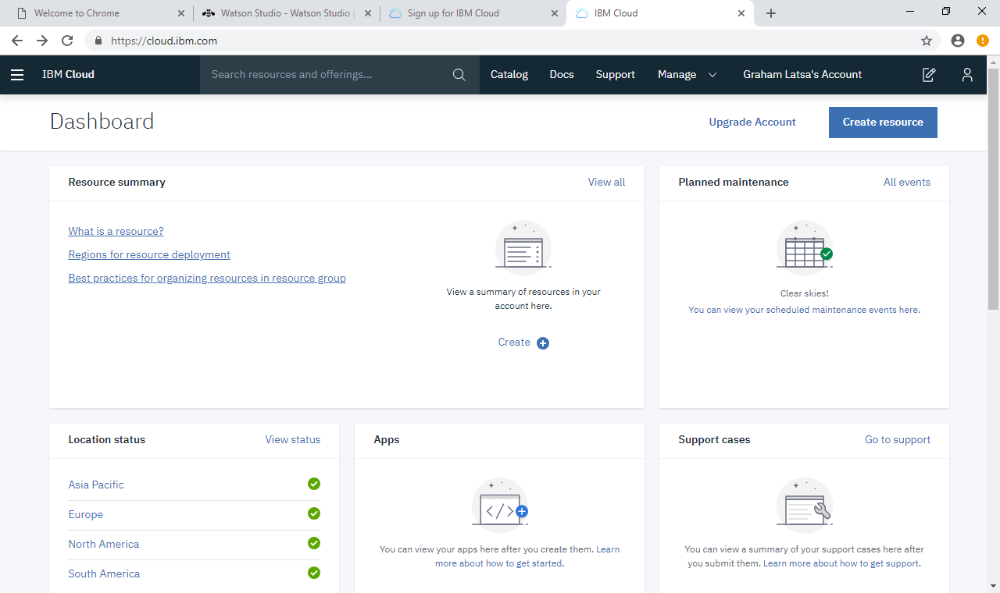 Welcome to Chrome
Watson Studio - Watson Studio |
Sign up for IBM Cloud
IBM Cloud
https://cloud.ibm.com
IBM Cloud
Search resources and offerings...
Catalog
Docs
Support
Manage
Graham Latsa's Account
Dashboard
Upgrade Account
Create resource
Resource summary
View all
What is a resource?
Regions for resource deployment
Best practices for organizing resources in resource group
View a summary of resources in your
account here.
Create
Planned maintenance
All events
Clear skies!
You can view your scheduled maintenance events here.
Location status
View status
Asia Pacific
Europe
North America
South America
Apps
You can view your apps here after you create them. Learn
more about how to get started.
Support cases
Go to support
You can view a summary of your support cases here after
you submit them. Learn more about how to get support.